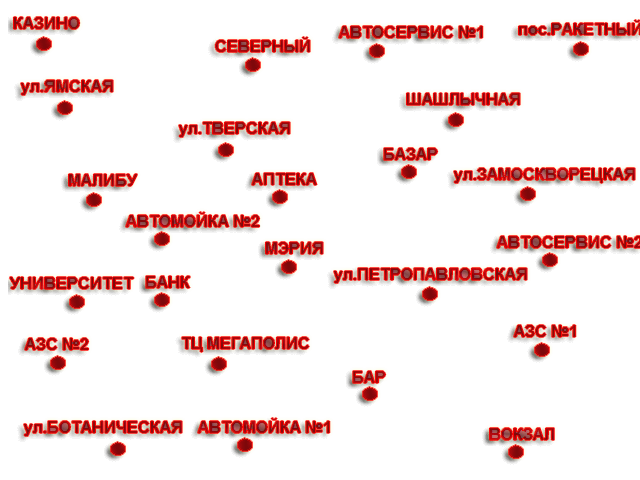 КАЗИНО
СЕВЕРНЫЙ
АВТОСЕРВИС №1
пос.РАКЕТНЫЙ
ул.ЯМСКАЯ
ШАШЛЫЧНАЯ
ул.ТВЕРСКАЯ
БАЗАР
МАЛИБУ
АПТЕКА
ул.ЗАМОСКВОРЕЦКАЯ
АВТОМОЙКА №2
МЭРИЯ
АВТОСЕРВИС №2
УНИВЕРСИТЕТ
БАНК
ул.ПЕТРОПАВЛОВСКАЯ
АЗС №2
ТЦ МЕГАПОЛИС
АЗС №1
БАР
ул.БОТАНИЧЕСКАЯ
АВТОМОЙКА №1
ВОКЗАЛ